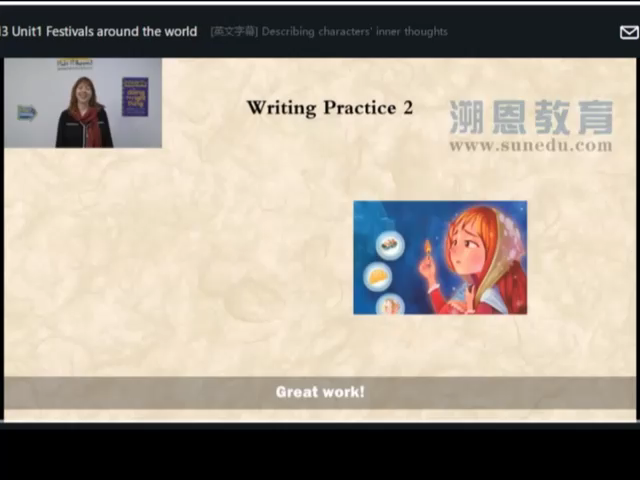 l3 Unit1 Festivals around the world [英文字幕] Describing characters' inner thoughts
Writing Practice 2
溯恩教育
www.sunedu.com
Great work!